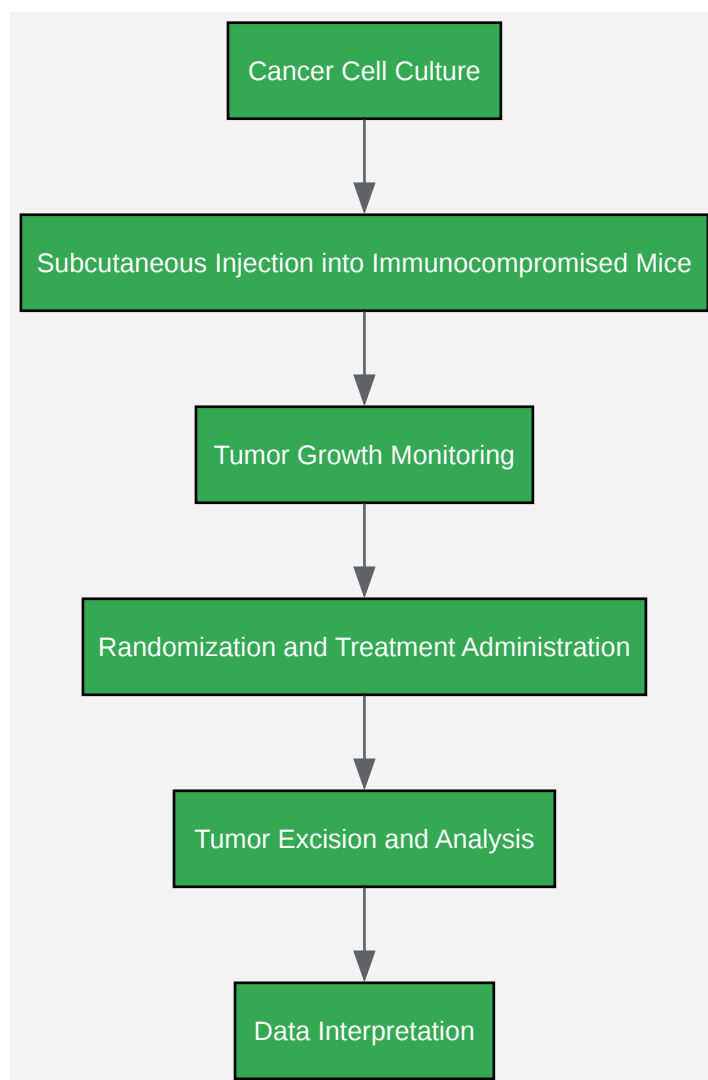 Cancer Cell Culture
Subcutaneous Injection into Immunocompromised Mice
Tumor Growth Monitoring
Randomization and Treatment Administration
Tumor Excision and Analysis
Data Interpretation